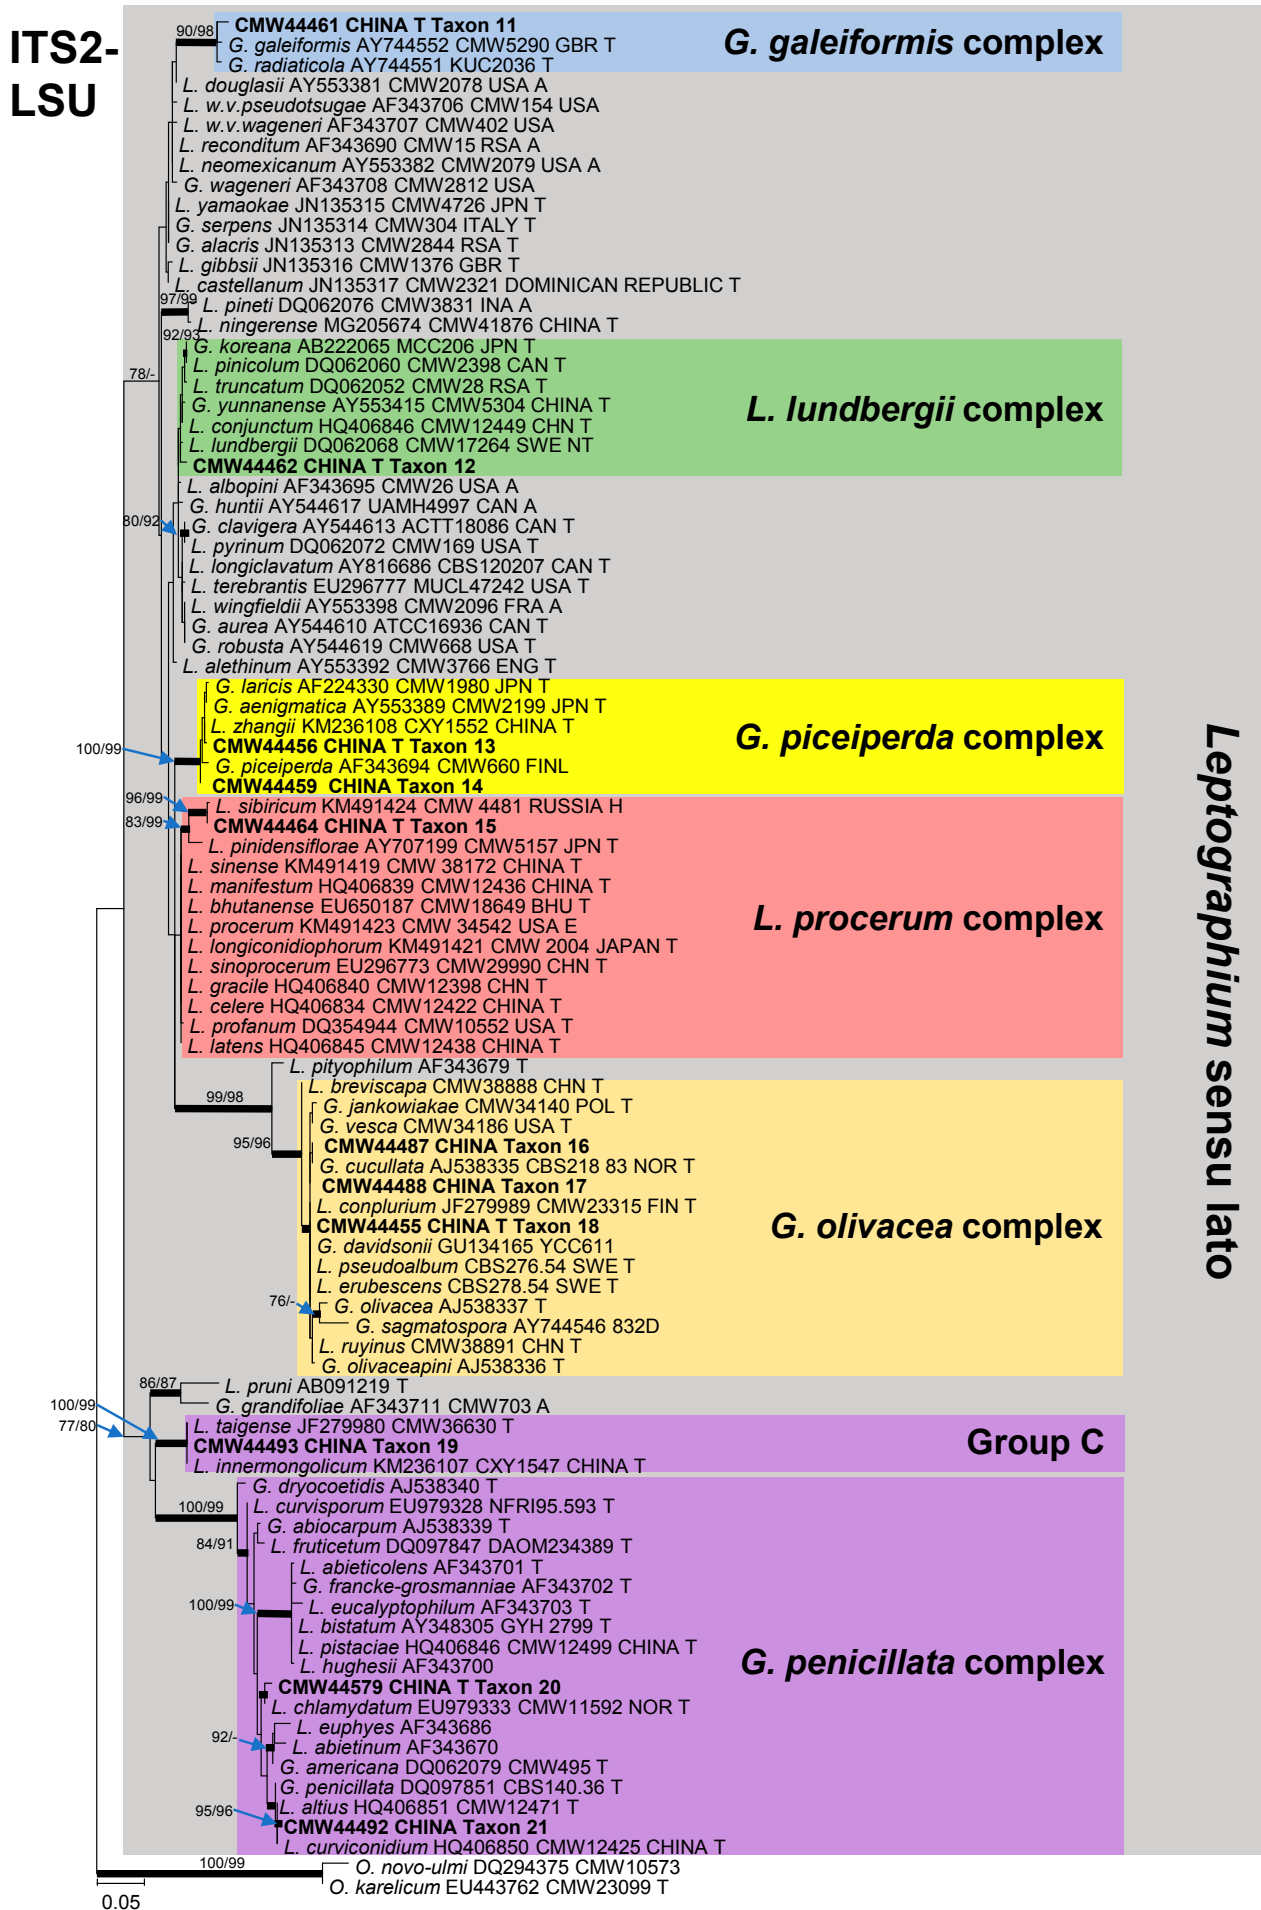 ITS2-
LSU
90/98
CMW44461 CHINA T Taxon 11
G. galeiformis AY744552 CMW5290 GBR T
G. radiaticola AY744551 KUC2036 T
G. galeiformis complex
L. douglasii AY553381 CMW2078 USA A
L. w.v.pseudotsugae AF343706 CMW154 USA
L. w.v.wageneri AF343707 CMW402 USA
L. reconditum AF343690 CMW15 RSA A
L. neomexicanum AY553382 CMW2079 USA A
G. wageneri AF343708 CMW2812 USA
L. yamaokae JN135315 CMW4726 JPN T
G. serpens JN135314 CMW304 ITALY T
G. alacris JN135313 CMW2844 RSA T
L. gibbsii JN135316 CMW1376 GBR T
L. castellanum JN135317 CMW2321 DOMINICAN REPUBLIC T
97/99
L. pineti DQ062076 CMW3831 INA A
L. ningerense MG205674 CMW41876 CHINA T
92/93
G. koreana AB222065 MCC206 JPN T
L. pinicolum DQ062060 CMW2398 CAN T
78/-
L. truncatum DQ062052 CMW28 RSA T
G. yunnanense AY553415 CMW5304 CHINA T
L. conjunctum HQ406846 CMW12449 CHN T
L. lundbergii DQ062068 CMW17264 SWE NT
CMW44462 CHINA T Taxon 12
L. lundbergii complex
L. albopini AF343695 CMW26 USA A
G. huntii AY544617 UAMH4997 CAN A
80/92
G. clavigera AY544613 ACTT18086 CAN T
L. pyrinum DQ062072 CMW169 USA T
L. longiclavatum AY816686 CBS120207 CAN T
L. terebrantis EU296777 MUCL47242 USA T
L. wingfieldii AY553398 CMW2096 FRA A
G. aurea AY544610 ATCC16936 CAN T
G. robusta AY544619 CMW668 USA T
L. alethinum AY553392 CMW3766 ENG T
G. laricis AF224330 CMW1980 JPN T
G. aenigmatica AY553389 CMW2199 JPN T
L. zhangii KM236108 CXY1552 CHINA T
100/99
CMW44456 CHINA T Taxon 13
G. piceiperda AF343694 CMW660 FINL
CMW44459 CHINA Taxon 14
G. piceiperda complex
96/99
L. sibiricum KM491424 CMW 4481 RUSSIA H
83/99
CMW44464 CHINA T Taxon 15
L. pinidensiflorae AY707199 CMW5157 JPN T
L. sinense KM491419 CMW 38172 CHINA T
L. manifestum HQ406839 CMW12436 CHINA T
L. bhutanense EU650187 CMW18649 BHU T
L. procerum KM491423 CMW 34542 USA E
L. longiconidiophorum KM491421 CMW 2004 JAPAN T
L. sinoprocerum EU296773 CMW29990 CHN T
L. gracile HQ406840 CMW12398 CHN T
L. celere HQ406834 CMW12422 CHINA T
L. profanum DQ354944 CMW10552 USA T
L. latens HQ406845 CMW12438 CHINA T
L. procerum complex
L. pityophilum AF343679 T
99/98
L. breviscapa CMW38888 CHN T
G. jankowiakae CMW34140 POL T
G. vesca CMW34186 USA T
95/96
CMW44487 CHINA Taxon 16
G. cucullata AJ538335 CBS218 83 NOR T
CMW44488 CHINA Taxon 17
L. conplurium JF279989 CMW23315 FIN T
CMW44455 CHINA T Taxon 18
G. davidsonii GU134165 YCC611
L. pseudoalbum CBS276.54 SWE T
L. erubescens CBS278.54 SWE T
76/-
G. olivacea AJ538337 T
G. sagmatospora AY744546 832D
L. ruyinus CMW38891 CHN T
G. olivaceapini AJ538336 T
G. olivacea complex
86/87
L. pruni AB091219 T
G. grandifoliae AF343711 CMW703 A
100/99
77/80
L. taigense JF279980 CMW36630 T
CMW44493 CHINA Taxon 19
L. innermongolicum KM236107 CXY1547 CHINA T
Group C
G. dryocoetidis AJ538340 T
100/99
L. curvisporum EU979328 NFRI95.593 T
G. abiocarpum AJ538339 T
84/91
L. fruticetum DQ097847 DAOM234389 T
L. abieticolens AF343701 T
G. francke-grosmanniae AF343702 T
100/99
L. eucalyptophilum AF343703 T
L. bistatum AY348305 GYH 2799 T
L. pistaciae HQ406846 CMW12499 CHINA T
L. hughesii AF343700
CMW44579 CHINA T Taxon 20
L. chlamydatum EU979333 CMW11592 NOR T
L. euphyes AF343686
92/-
L. abietinum AF343670
G. americana DQ062079 CMW495 T
G. penicillata DQ097851 CBS140.36 T
95/96
L. altius HQ406851 CMW12471 T
CMW44492 CHINA Taxon 21
L. curviconidium HQ406850 CMW12425 CHINA T
G. penicillata complex
Leptographium sensu lato
100/99
O. novo-ulmi DQ294375 CMW10573
O. karelicum EU443762 CMW23099 T
0.05